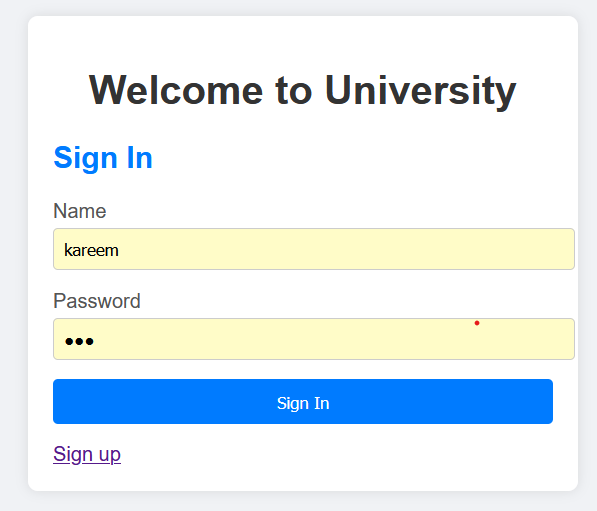 Welcome to University
Sign In
Name
kareem
Password
•••
Sign In
Sign up